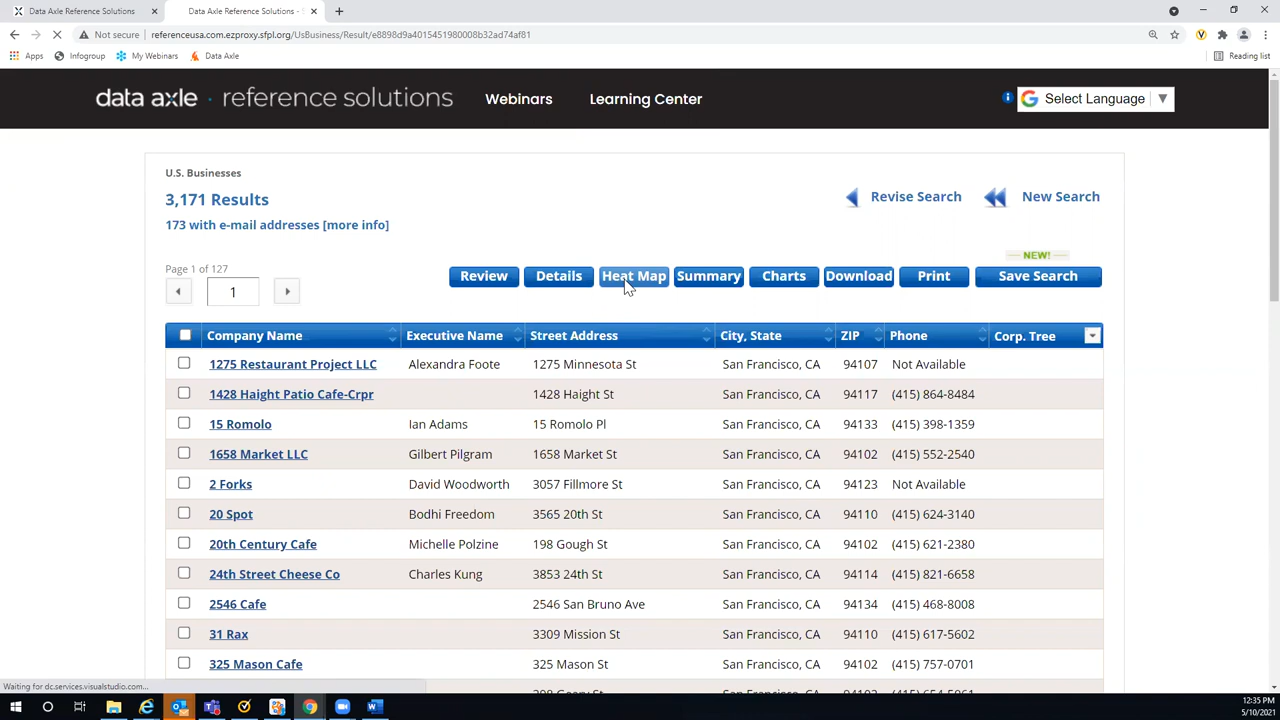 Data Axle Reference Solutions
Data Axle Reference Solutions -
Not secure referenceusa.com.ezproxy.sfpl.org/UsBusiness/Result/e8898d9a4015451980008b32ad74af81
Apps Infogroup My Webinars Data Axle Reading list
data axle · reference solutions Webinars Learning Center Select Language
U.S. Businesses
3,171 Results Revise Search New Search
173 with e-mail addresses [more info]
NEW!
Page 1 of 127
1 Review Details Heat Map Summary Charts Download Print Save Search
Company Name Executive Name Street Address City, State ZIP Phone Corp. Tree
1275 Restaurant Project LLC Alexandra Foote 1275 Minnesota St San Francisco, CA 94107 Not Available
1428 Haight Patio Cafe-Crpr 1428 Haight St San Francisco, CA 94117 (415) 864-8484
15 Romolo Ian Adams 15 Romolo Pl San Francisco, CA 94133 (415) 398-1359
1658 Market LLC Gilbert Pilgram 1658 Market St San Francisco, CA 94102 (415) 552-2540
2 Forks David Woodworth 3057 Fillmore St San Francisco, CA 94123 Not Available
20 Spot Bodhi Freedom 3565 20th St San Francisco, CA 94110 (415) 624-3140
20th Century Cafe Michelle Polzine 198 Gough St San Francisco, CA 94102 (415) 621-2380
24th Street Cheese Co Charles Kung 3853 24th St San Francisco, CA 94114 (415) 821-6658
2546 Cafe 2546 San Bruno Ave San Francisco, CA 94134 (415) 468-8008
31 Rax 3309 Mission St San Francisco, CA 94110 (415) 617-5602
325 Mason Cafe 325 Mason St San Francisco, CA 94102 (415) 757-0701
Waiting for dc.services.visualstudio.com...
12:35 PM
5/10/2021